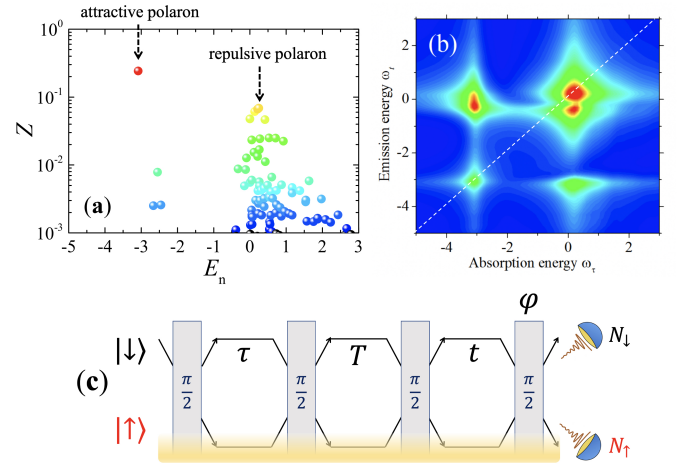 attractive polaron
repulsive polaron
10⁰
10⁻¹
10⁻²
10⁻³
Z
(a)
-5 -4 -3 -2 -1 0 1 2 3
Eₙ
(b)
2
0
-2
-4
Emission energy ωₜ
-4 -2 0 2
Absorption energy ω_τ
φ
|↓⟩ τ T t N↓
(c) π/2 π/2 π/2 π/2
|↑⟩ N↑